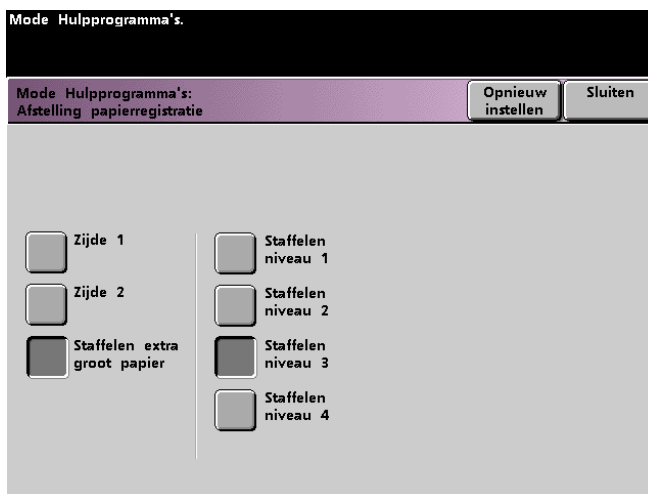 Mode Hulpprogramma's.
Mode Hulpprogramma's:
Afstelling papierregistratie
Opnieuw
instellen
Sluiten
Zijde 1
Zijde 2
Staffelen extra
groot papier
Staffelen
niveau 1
Staffelen
niveau 2
Staffelen
niveau 3
Staffelen
niveau 4